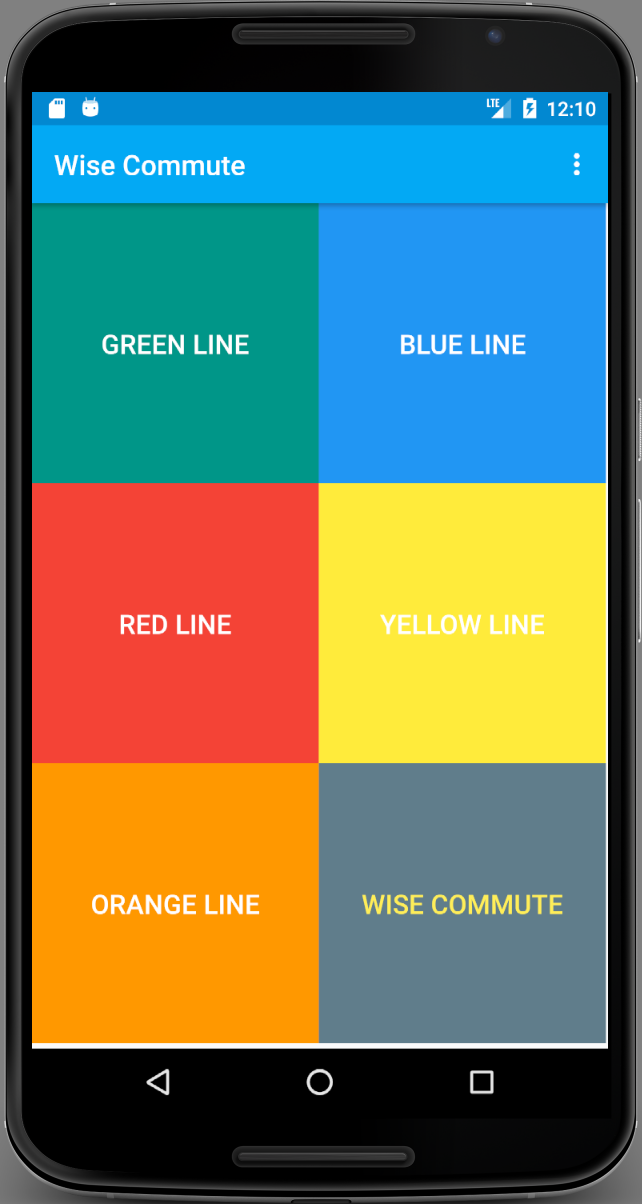 LTE 12:10
Wise Commute
GREEN LINE
BLUE LINE
RED LINE
YELLOW LINE
ORANGE LINE
WISE COMMUTE